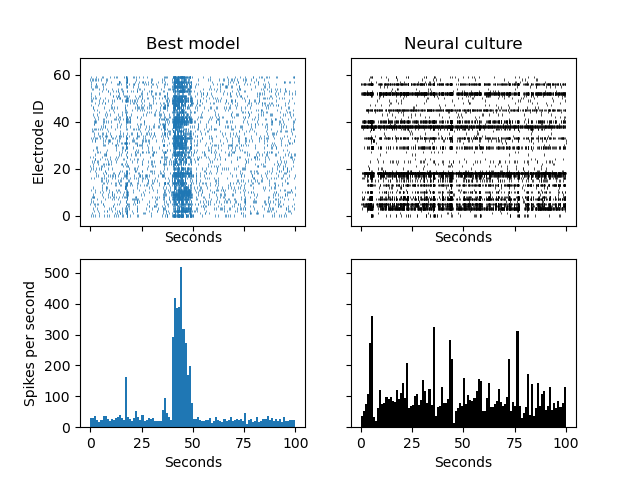 Best model
Neural culture
60
40
20
0
Electrode ID
Seconds
Seconds
500
400
300
200
100
0
Spikes per second
0 25 50 75 100
0 25 50 75 100
Seconds
Seconds